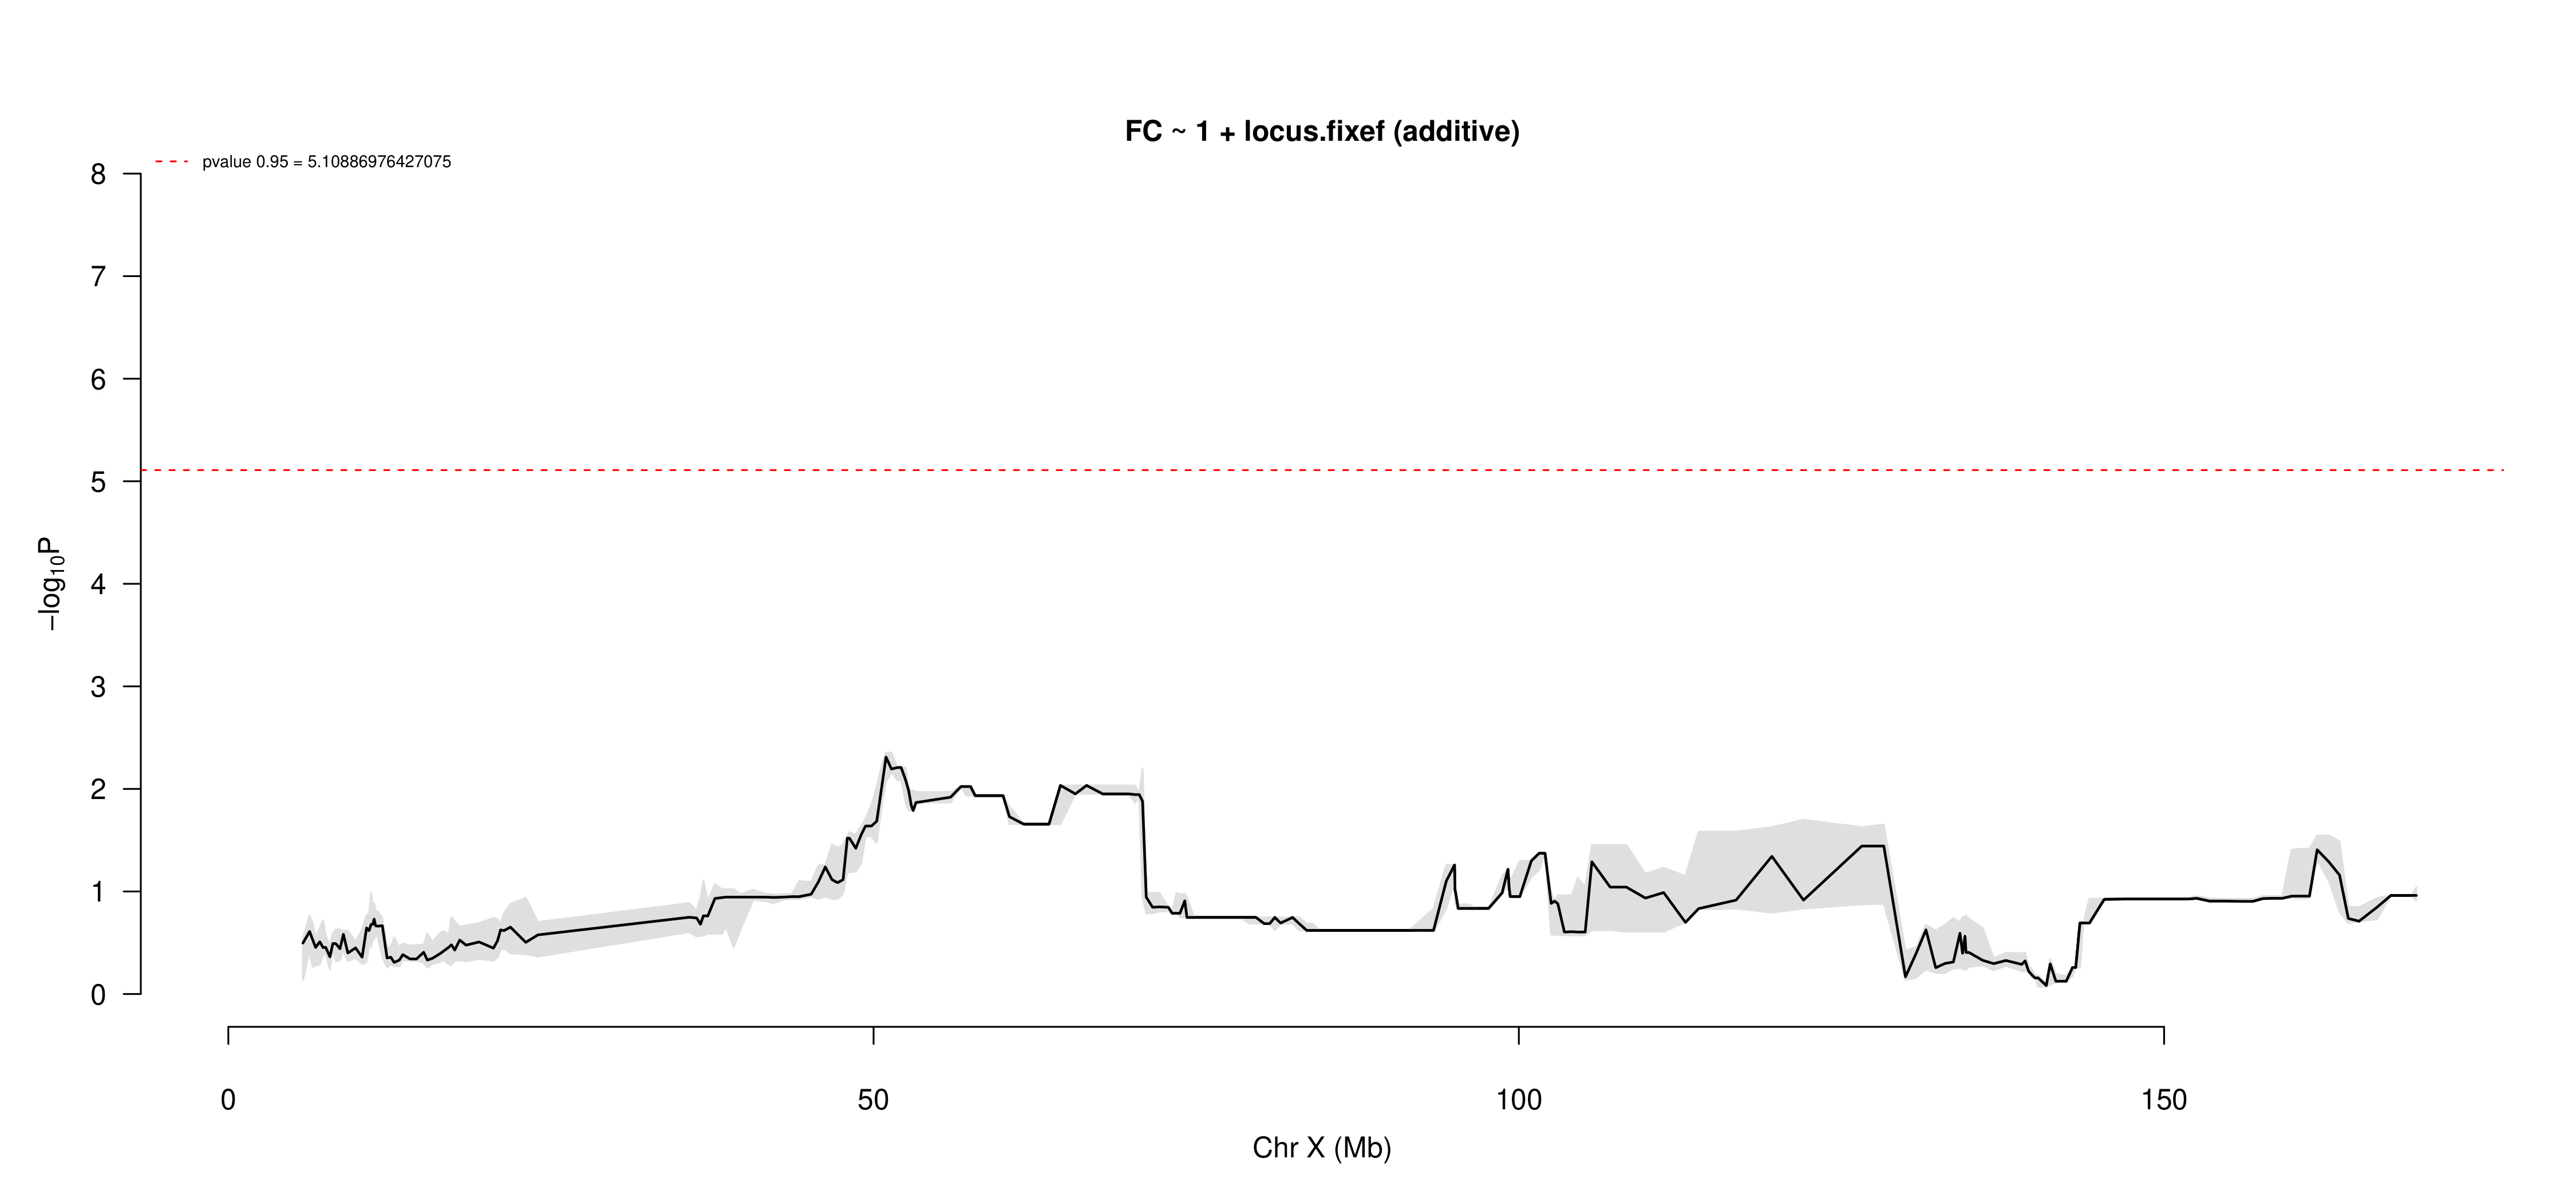 FC ~ 1 + locus.fixef (additive)
pvalue 0.95 = 5.10886976427075
8
7
6
5
4
3
2
1
0
−log10P
0 50 100 150
Chr X (Mb)